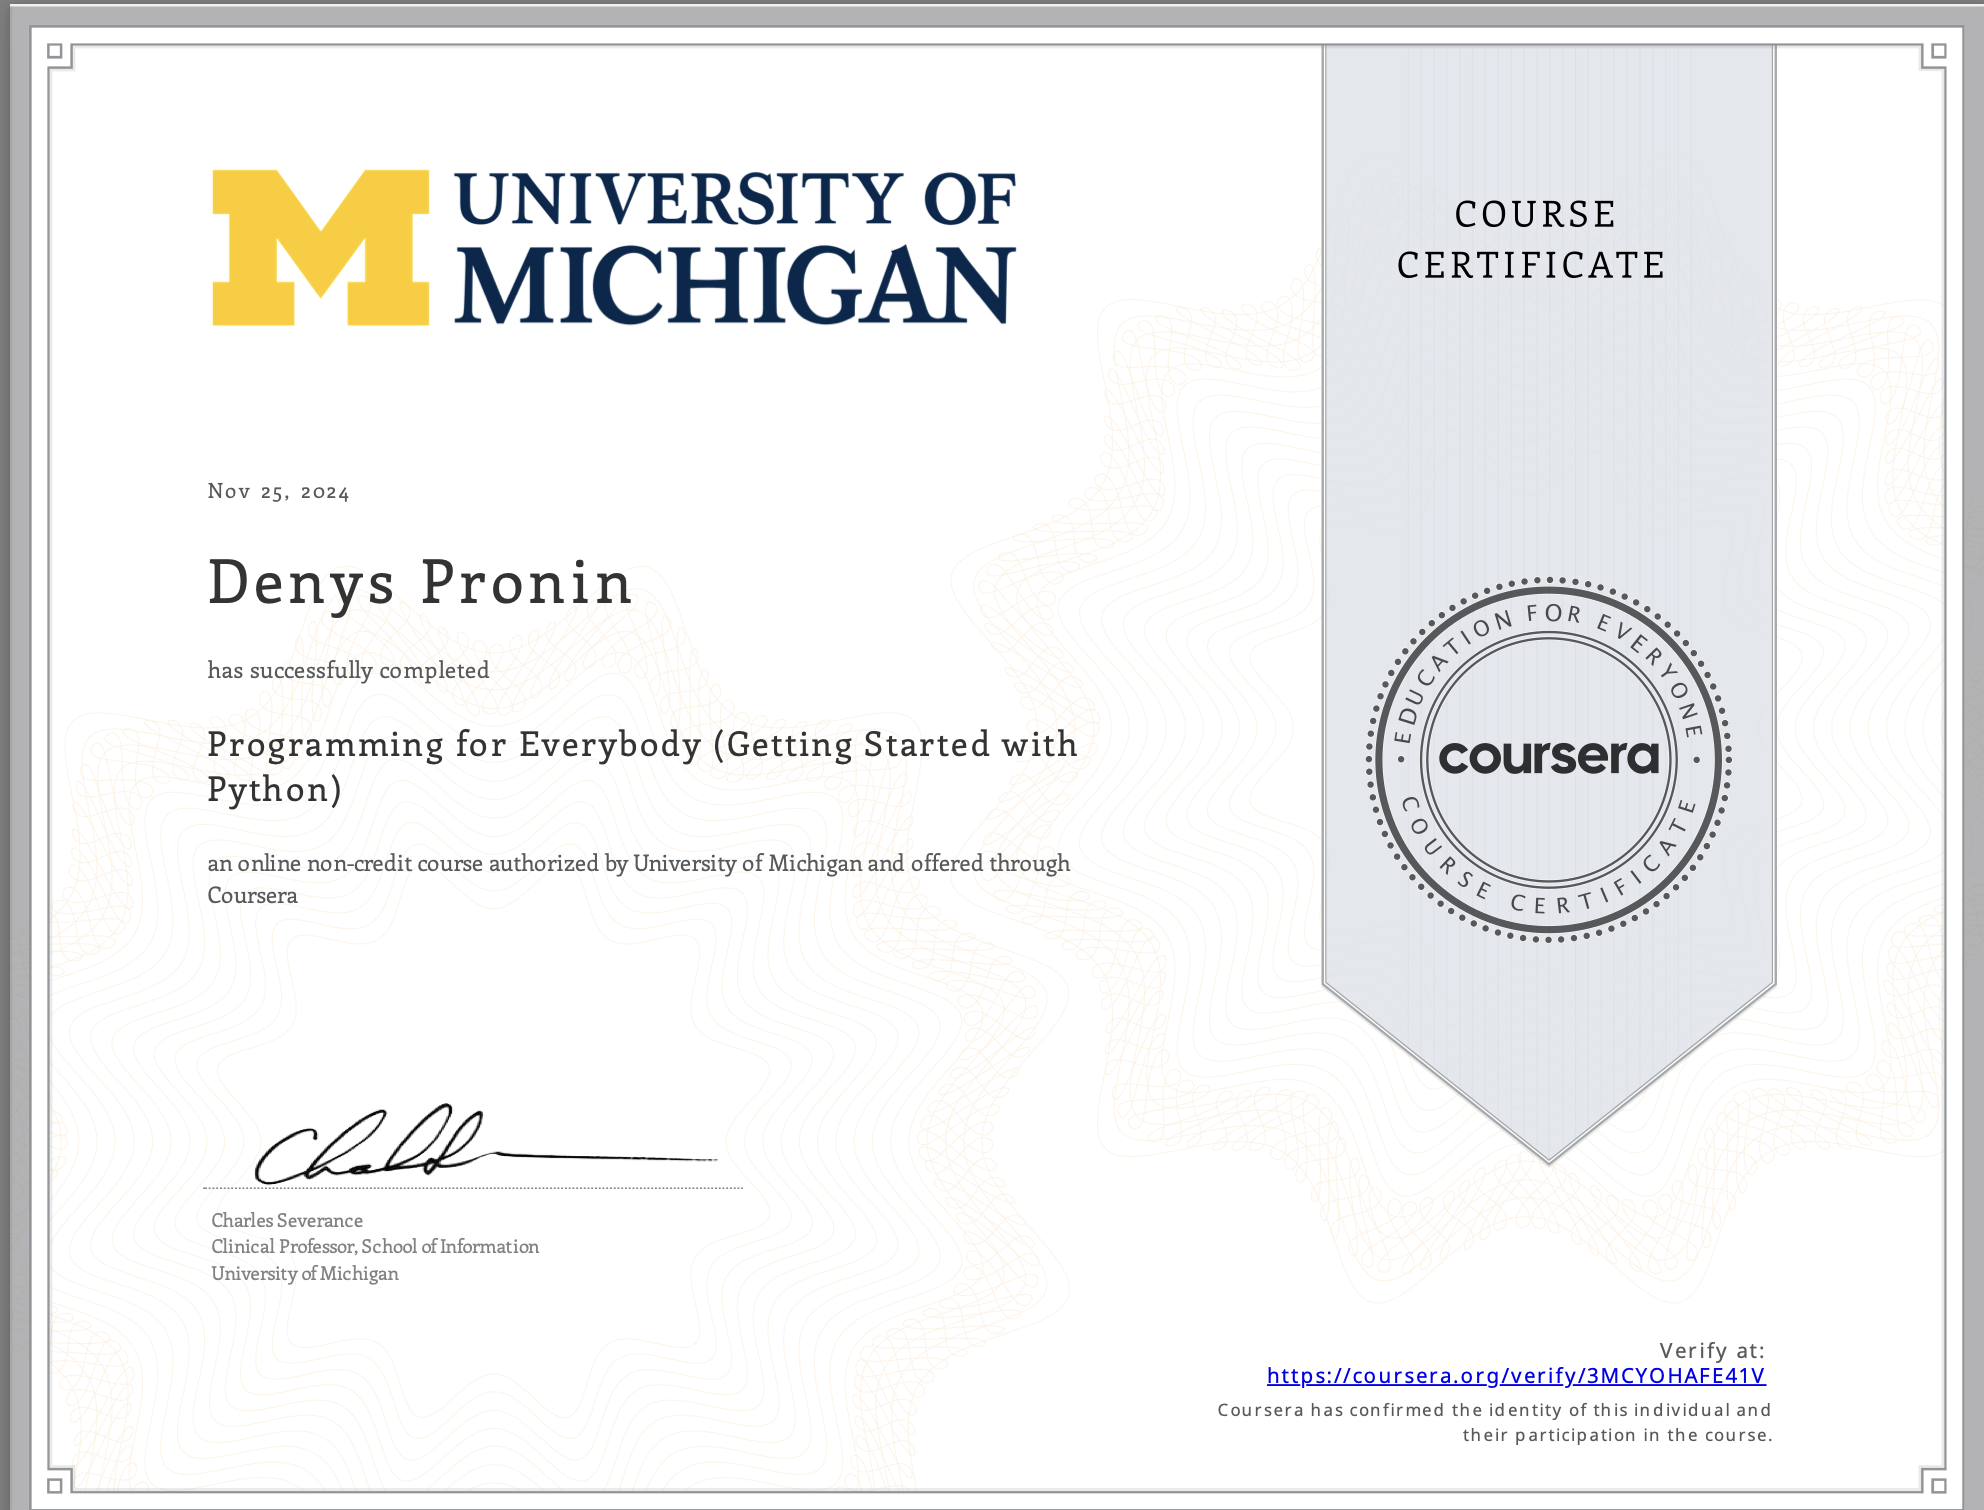 UNIVERSITY OF
MICHIGAN
COURSE
CERTIFICATE
Nov 25, 2024
Denys Pronin
has successfully completed
Programming for Everybody (Getting Started with
Python)
an online non-credit course authorized by University of Michigan and offered through
Coursera
EDUCATION FOR EVERYONE
coursera
COURSE CERTIFICATE
Charles Severance
Clinical Professor, School of Information
University of Michigan
Verify at:
https://coursera.org/verify/3MCYOHAFE41V
Coursera has confirmed the identity of this individual and
their participation in the course.